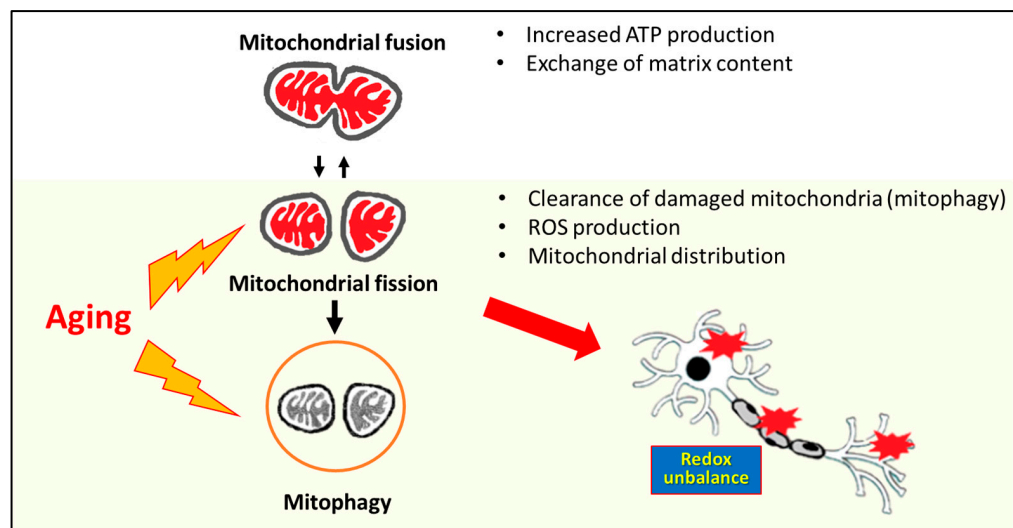 Mitochondrial fusion
• Increased ATP production
• Exchange of matrix content
• Clearance of damaged mitochondria (mitophagy)
• ROS production
• Mitochondrial distribution
Mitochondrial fission
Aging
Mitophagy
Redox
unbalance